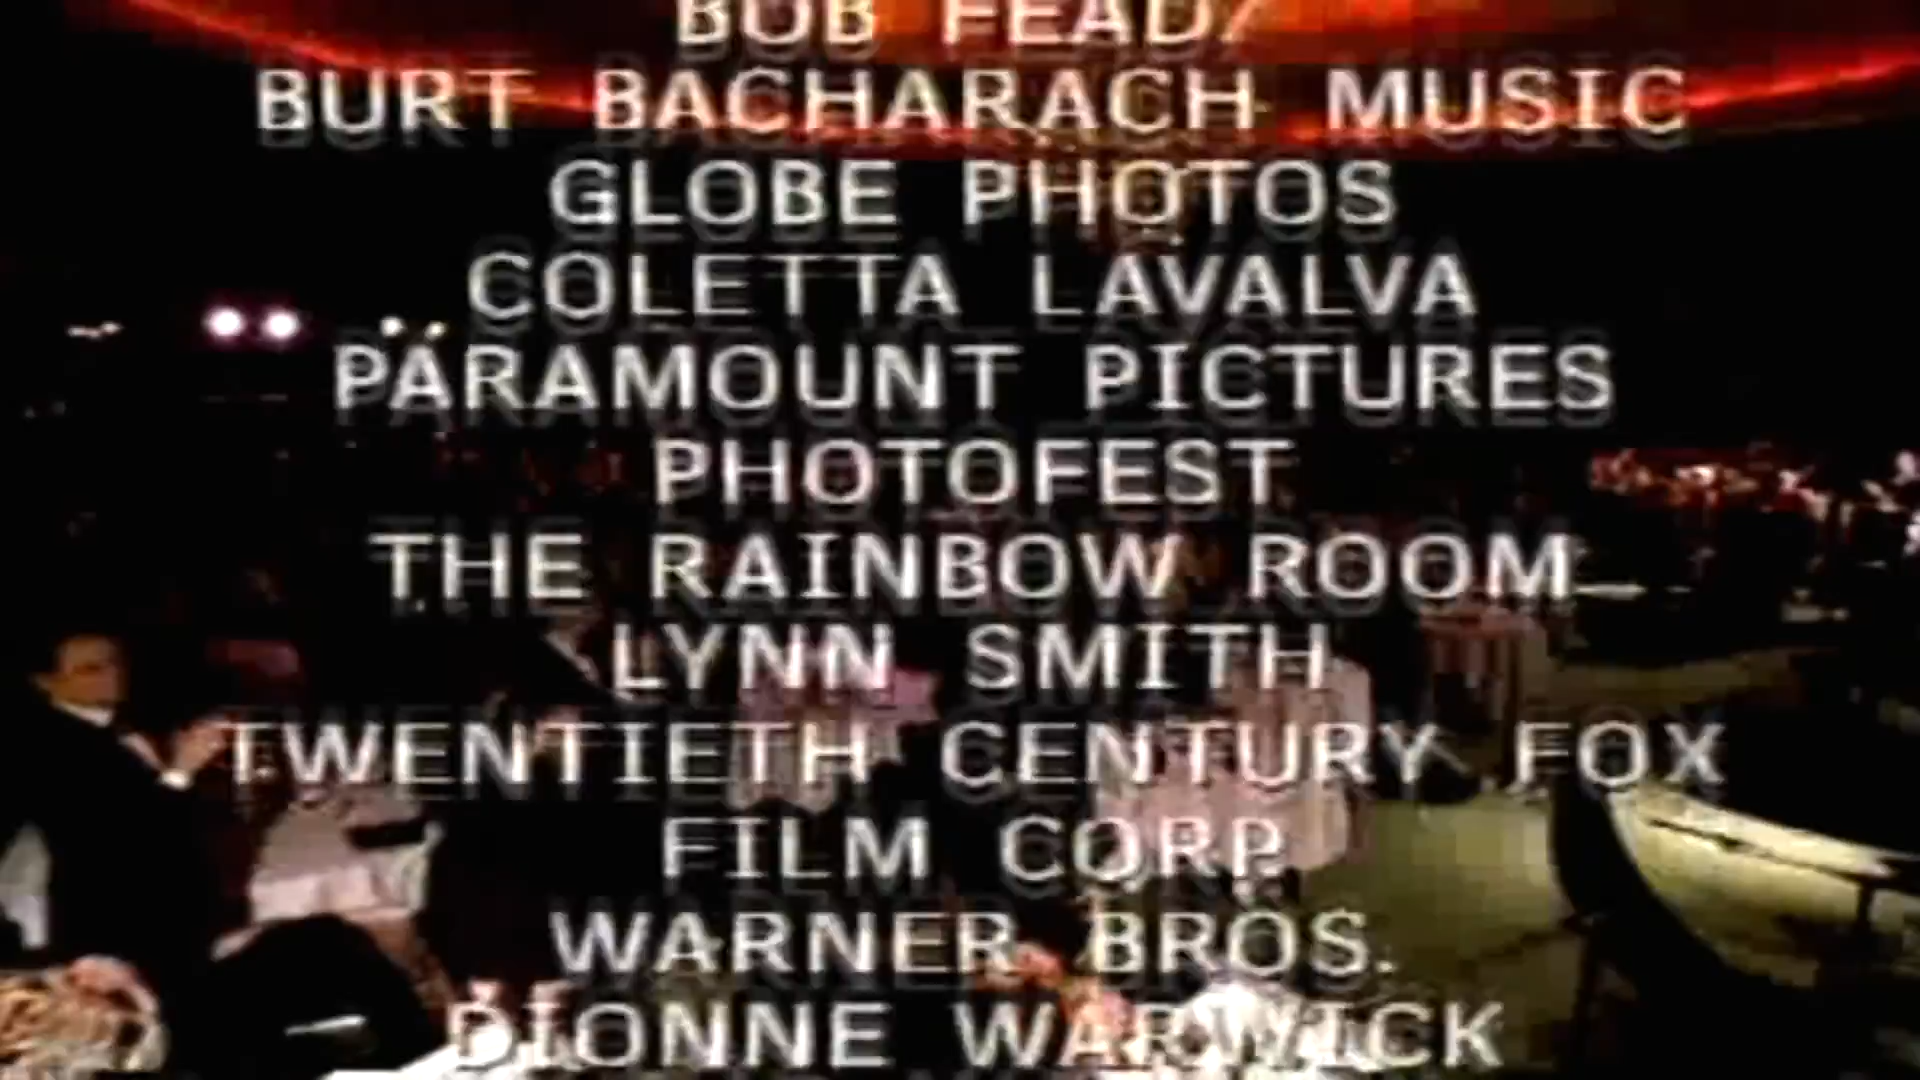 BOB FEAD/
BURT BACHARACH MUSIC
GLOBE PHOTOS
COLETTA LAVALVA
PARAMOUNT PICTURES
PHOTOFEST
THE RAINBOW ROOM
LYNN SMITH
TWENTIETH CENTURY FOX
FILM CORP.
WARNER BROS.
DIONNE WARWICK